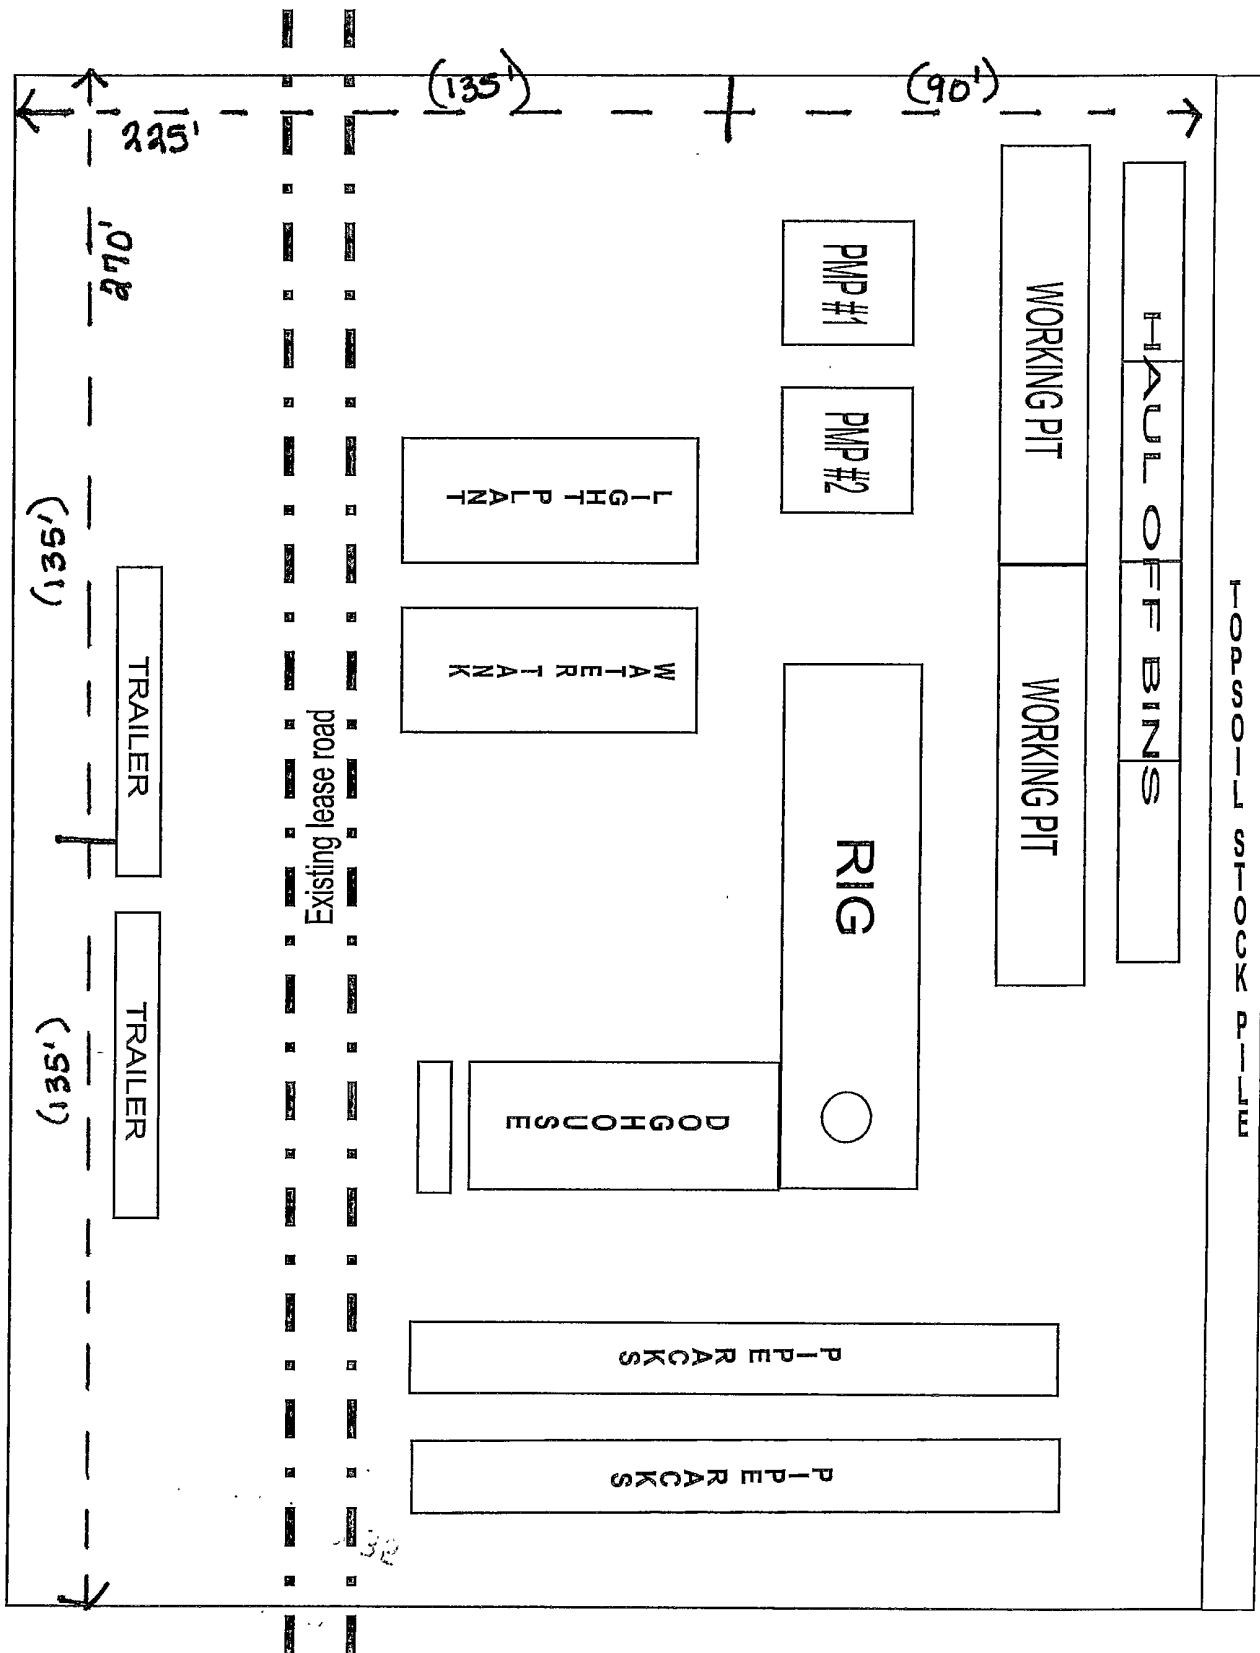 (135')
(90')
225'
270'
PMP #1
WORKING PIT
HAUL OFF BINS
PMP #2
LIGHT PLANT
(135')
TRAILER
WATER TANK
WORKING PIT
TOPSOIL STOCK PILE
Existing lease road
RIG
(135')
TRAILER
DOGHOUSE
PIPE RACKS
PIPE RACKS
32